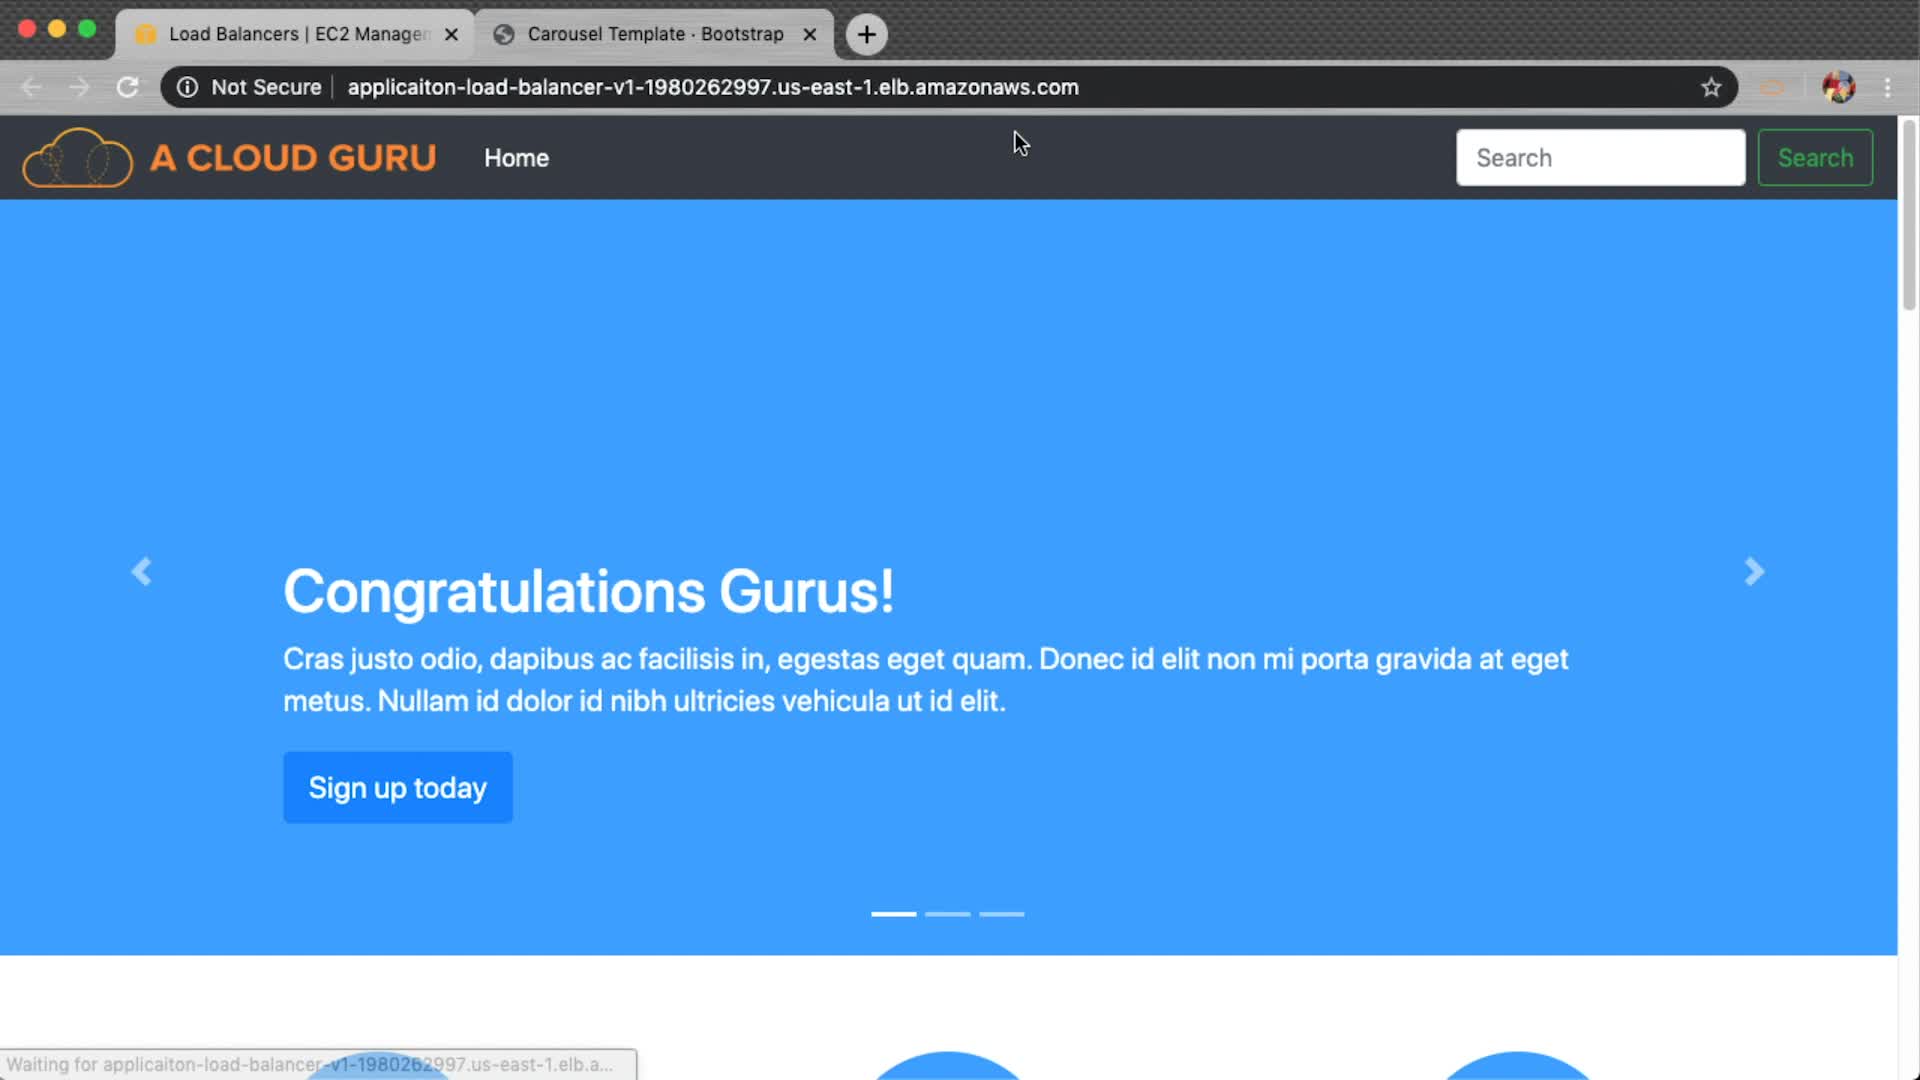 Load Balancers | EC2 Manage
Carousel Template · Bootstrap
Not Secure
applicaiton-load-balancer-v1-1980262997.us-east-1.elb.amazonaws.com
A CLOUD GURU
Home
Search
Search
Congratulations Gurus!
Cras justo odio, dapibus ac facilisis in, egestas eget quam. Donec id elit non mi porta gravida at eget
metus. Nullam id dolor id nibh ultricies vehicula ut id elit.
Sign up today
Waiting for applicaiton-load-balancer-v1-1980262997.us-east-1.elb.a...